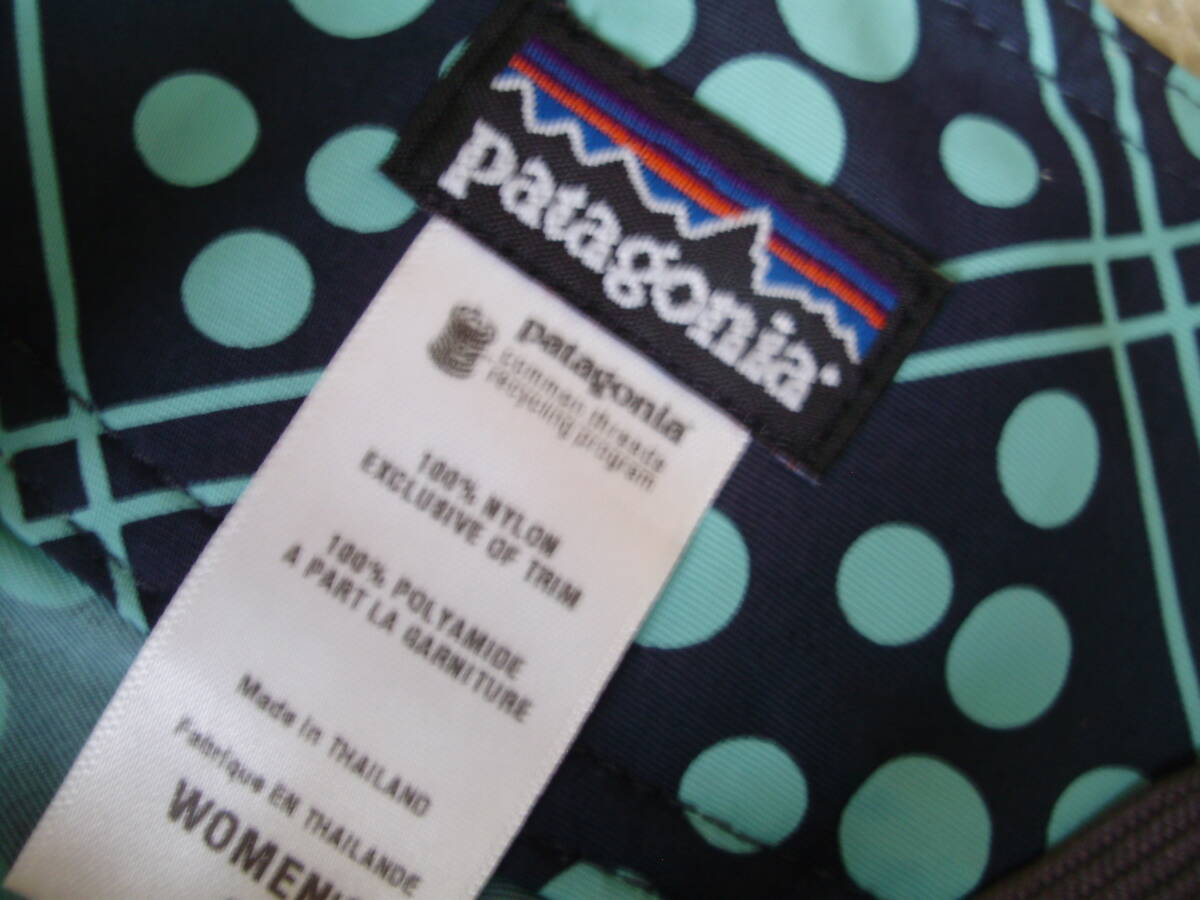 patagonia
patagonia
common threads
recycling program
100% NYLON
EXCLUSIVE OF TRIM
100% POLYAMIDE
A PART LA GARNITURE
Made in THAILAND
Fabrique EN THAILANDE